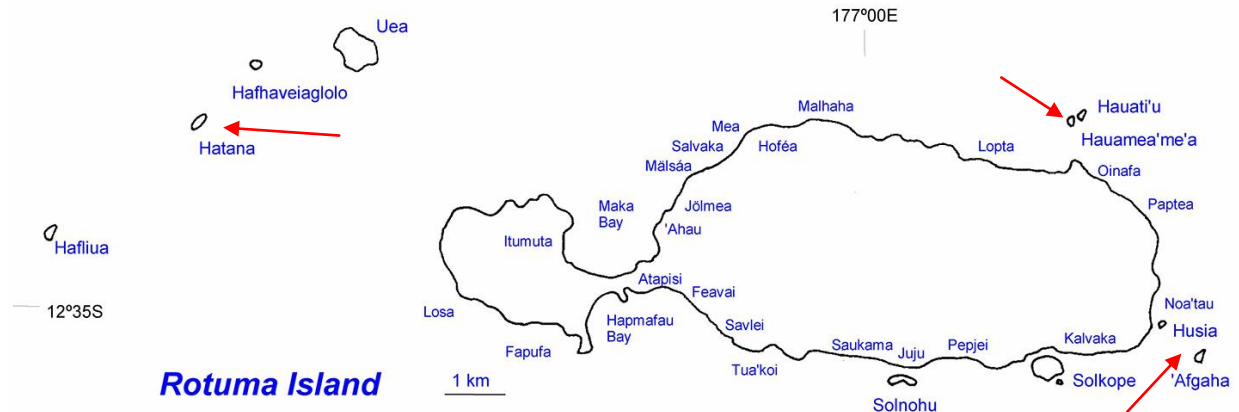 Uea
177º00E
Hafhaveiaglolo
Hatana
Hafliua
12º35S
Malhaha
Mea
Salvaka
Hoféa
Mälsáa
Hauati'u
Hauamea'me'a
Lopta
Oinafa
Paptea
Maka
Bay
Jölmea
'Ahau
Itumuta
Atapisi
Feavai
Losa
Hapmafau
Bay
Savlei
Fapufa
Tua'koi
Saukama
Juju
Pepjei
Kalvaka
Noa'tau
Husia
'Afgaha
Solkope
Solnohu
Rotuma Island
1 km